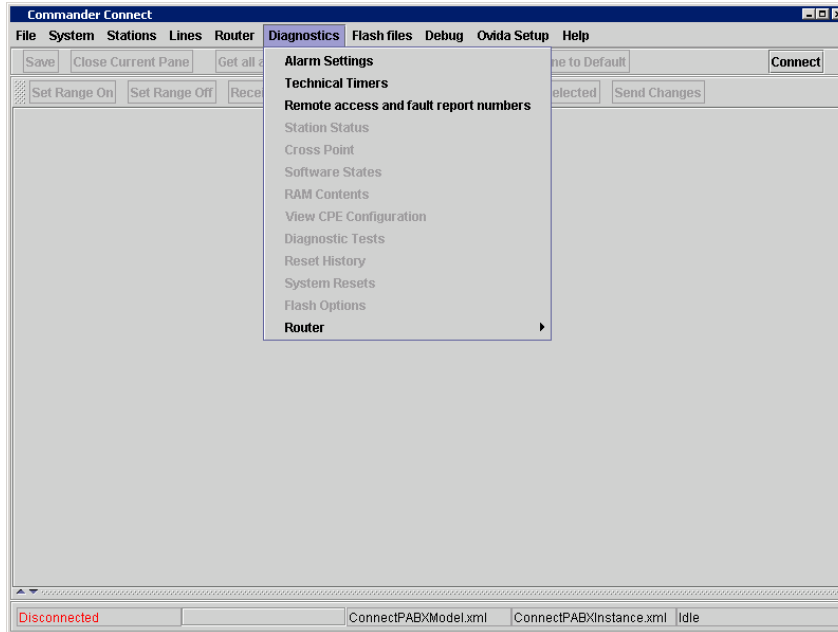 Commander Connect
File System Stations Lines Router Diagnostics Flash files Debug Ovida Setup Help
Save Close Current Pane Get all ne to Default Connect
Set Range On Set Range Off elected Send Changes
Alarm Settings
Technical Timers
Remote access and fault report numbers
Station Status
Cross Point
Software States
RAM Contents
View CPE Configuration
Diagnostic Tests
Reset History
System Resets
Flash Options
Router
Disconnected ConnectPABXModel.xml ConnectPABXInstance.xml Idle